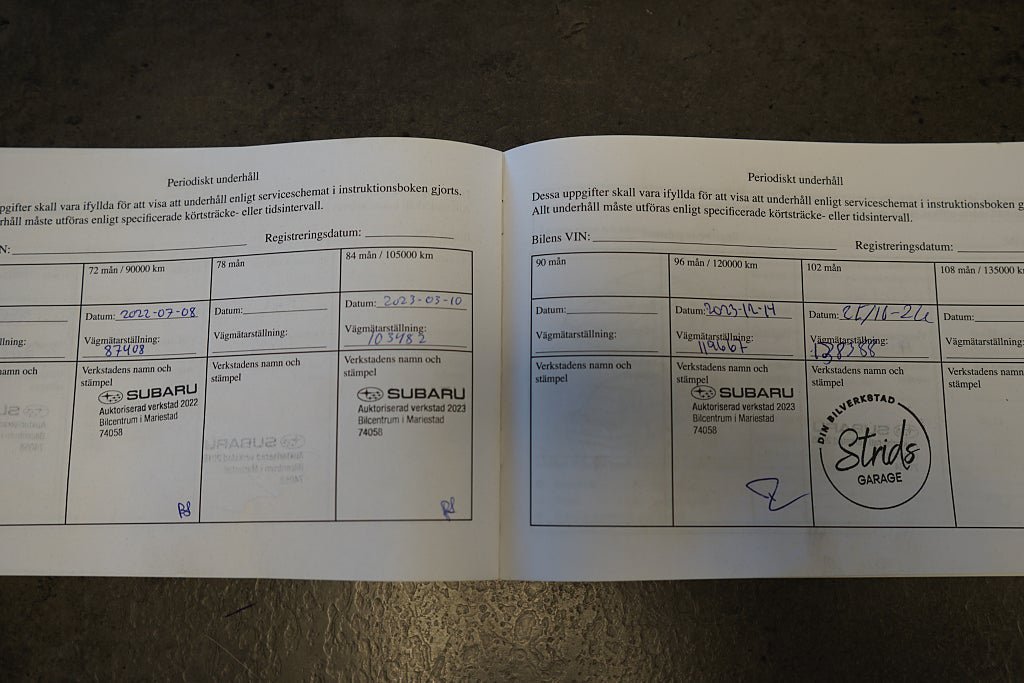 Periodiskt underhåll
pgifter skall vara ifyllda för att visa att underhåll enligt serviceschemat i instruktionsboken gjorts.
rhåll måste utföras enligt specificerade körtsträcke- eller tidsintervall.
N:
Registreringsdatum:
72 mån / 90000 km
78 mån
84 mån / 105000 km
Datum: 2022-07-08
Datum:
Datum: 2023-03-10
lning:
Vägmätarställning:
87408
Vägmätarställning:
Vägmätarställning:
103482
namn och
Verkstadens namn och
stämpel
SUBARU
Auktoriserad verkstad 2022
Bilcentrum i Mariestad
74058
Verkstadens namn och
stämpel
Verkstadens namn och
stämpel
SUBARU
Auktoriserad verkstad 2023
Bilcentrum i Mariestad
74058
Periodiskt underhåll
Dessa uppgifter skall vara ifyllda för att visa att underhåll enligt serviceschemat i instruktionsboken g
Allt underhåll måste utföras enligt specificerade körtsträcke- eller tidsintervall.
Bilens VIN:
Registreringsdatum:
90 mån
96 mån / 120000 km
102 mån
108 mån / 135000 k
Datum:
Datum: 2023-12-14
Datum:
Datum:
Vägmätarställning:
Vägmätarställning:
Vägmätarställning:
138388
Vägmätarställ
Verkstadens namn och
stämpel
Verkstadens namn och
stämpel
SUBARU
Auktoriserad verkstad 2023
Bilcentrum i Mariestad
74058
Verkstadens namn och
stämpel
DIN BILVERKSTAD
Strids
GARAGE
Verkstadens na
stämpel